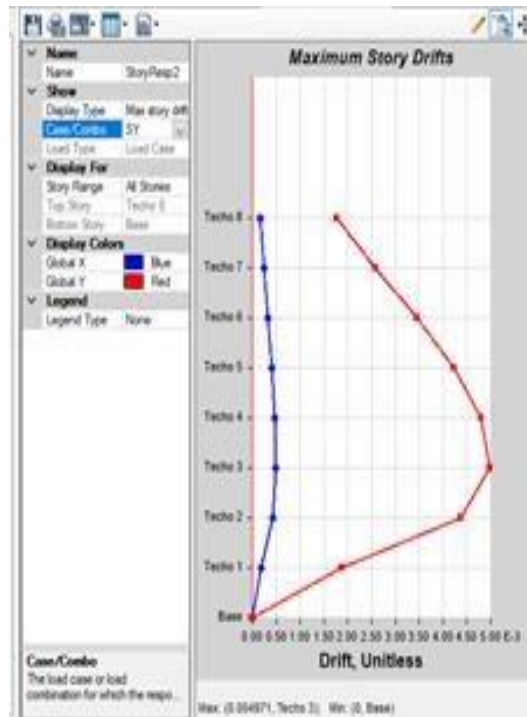 Maximum Story Drifts
Name
Name StoryResp2
Show
Display Type Max story drift
Case/Combo SY
Load Type Load Case
Display For
Story Range All Stories
Top Story Techo 8
Bottom Story Base
Display Colors
Global X Blue
Global Y Red
Legend
Legend Type None
Techo 8
Techo 7
Techo 6
Techo 5
Techo 4
Techo 3
Techo 2
Techo 1
Base
0.00 0.50 1.00 1.50 2.00 2.50 3.00 3.50 4.00 4.50 5.00 E-3
Drift, Unitless
Case/Combo
The load case or load
combination for which the respo...
Max: (0.004971, Techo 3); Min: (0, Base)